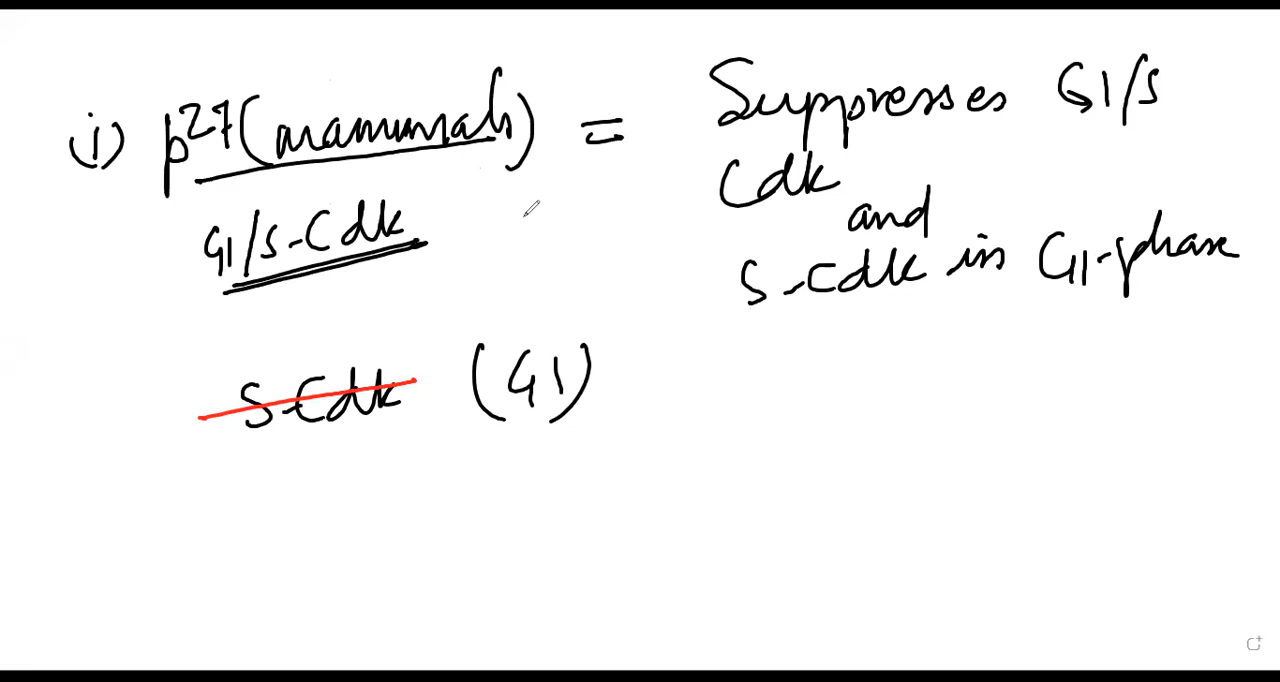 (i) p27 (mammals) = Suppresses G1/S
Cdk
and
S-Cdk in G1-phase
G1/S-Cdk
S-Cdk (G1)